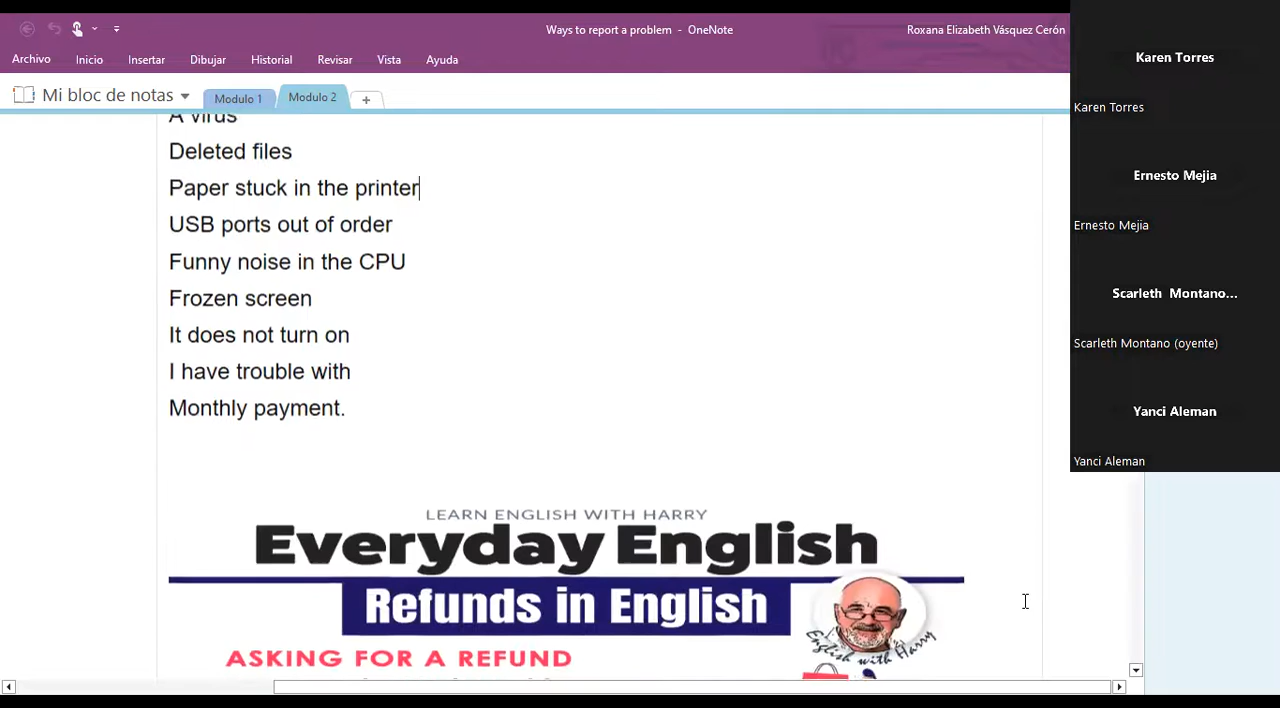 Ways to report a problem - OneNote
Roxana Elizabeth Vásquez Cerón
Archivo
Inicio
Insertar
Dibujar
Historial
Revisar
Vista
Ayuda
Mi bloc de notas
Modulo 1
Modulo 2
A virus
Deleted files
Paper stuck in the printer
USB ports out of order
Funny noise in the CPU
Frozen screen
It does not turn on
I have trouble with
Monthly payment.
LEARN ENGLISH WITH HARRY
Everyday English
Refunds in English
English with Harry
ASKING FOR A REFUND
Karen Torres
Karen Torres
Ernesto Mejia
Ernesto Mejia
Scarleth Montano...
Scarleth Montano (oyente)
Yanci Aleman
Yanci Aleman